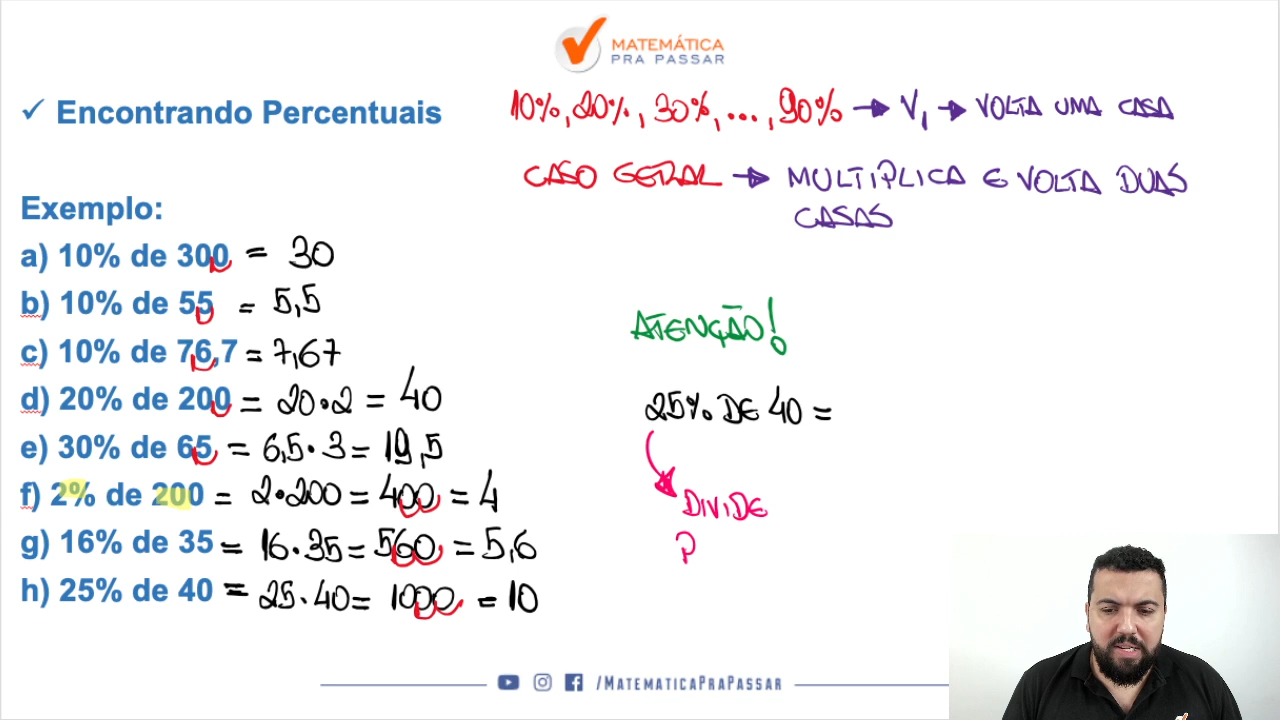 MATEMÁTICA
PRA PASSAR
✓ Encontrando Percentuais
10%, 20%, 30%, ..., 90% → V, → VOLTA UMA CASA
CASO GERAL → MULTIPLICA E VOLTA DUAS
CASAS
Exemplo:
a) 10% de 300 = 30
b) 10% de 55 = 5,5
c) 10% de 76,7 = 7,67
d) 20% de 200 = 20·2 = 40
e) 30% de 65 = 6,5·3 = 19,5
f) 2% de 200 = 2·200 = 400 = 4
g) 16% de 35 = 16·35 = 560 = 5,6
h) 25% de 40 = 25·40 = 1000 = 10
ATENÇÃO!
25% DE 40 =
DIVIDE
P
/MATEMATICAPRAPASSAR